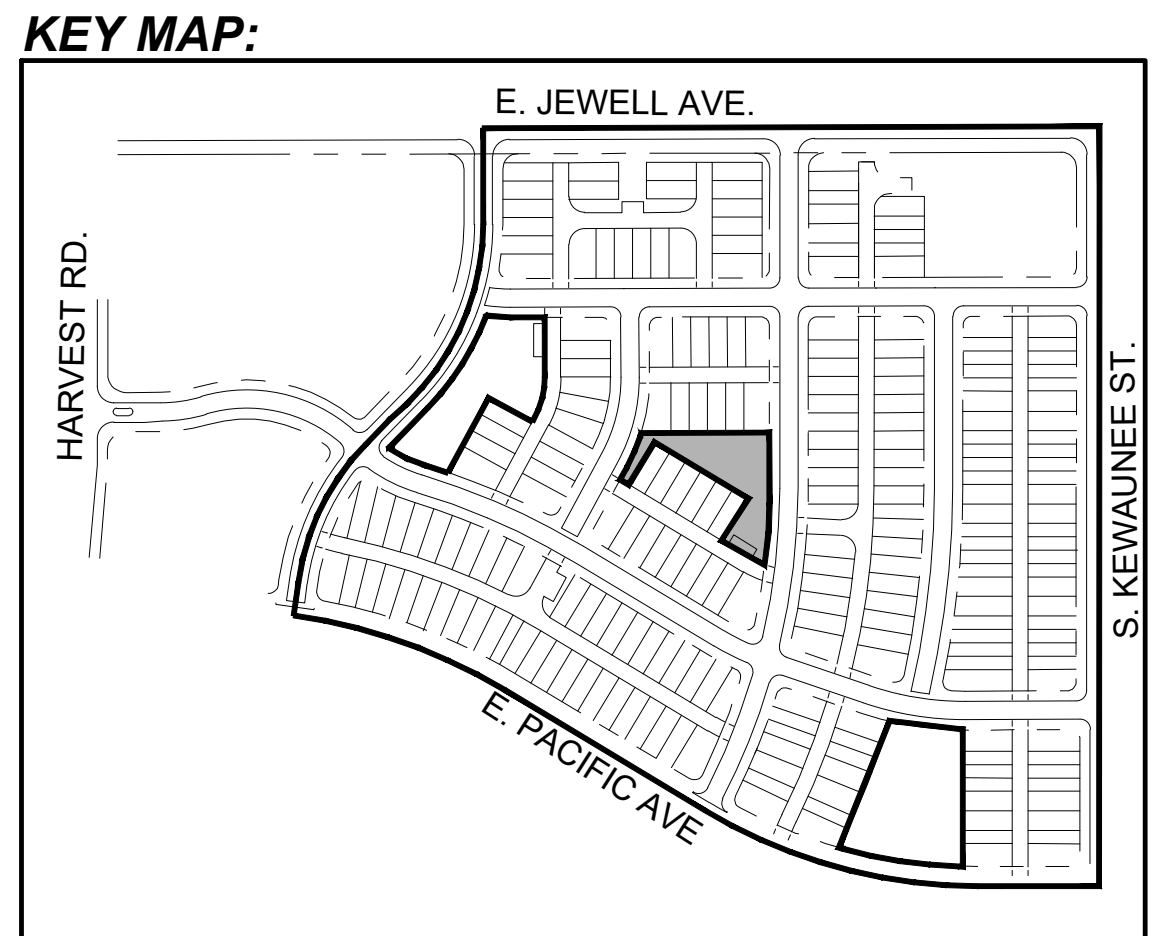 KEY MAP:
E. JEWELL AVE.
HARVEST RD.
S. KEWAUNEE ST.
E. PACIFIC AVE